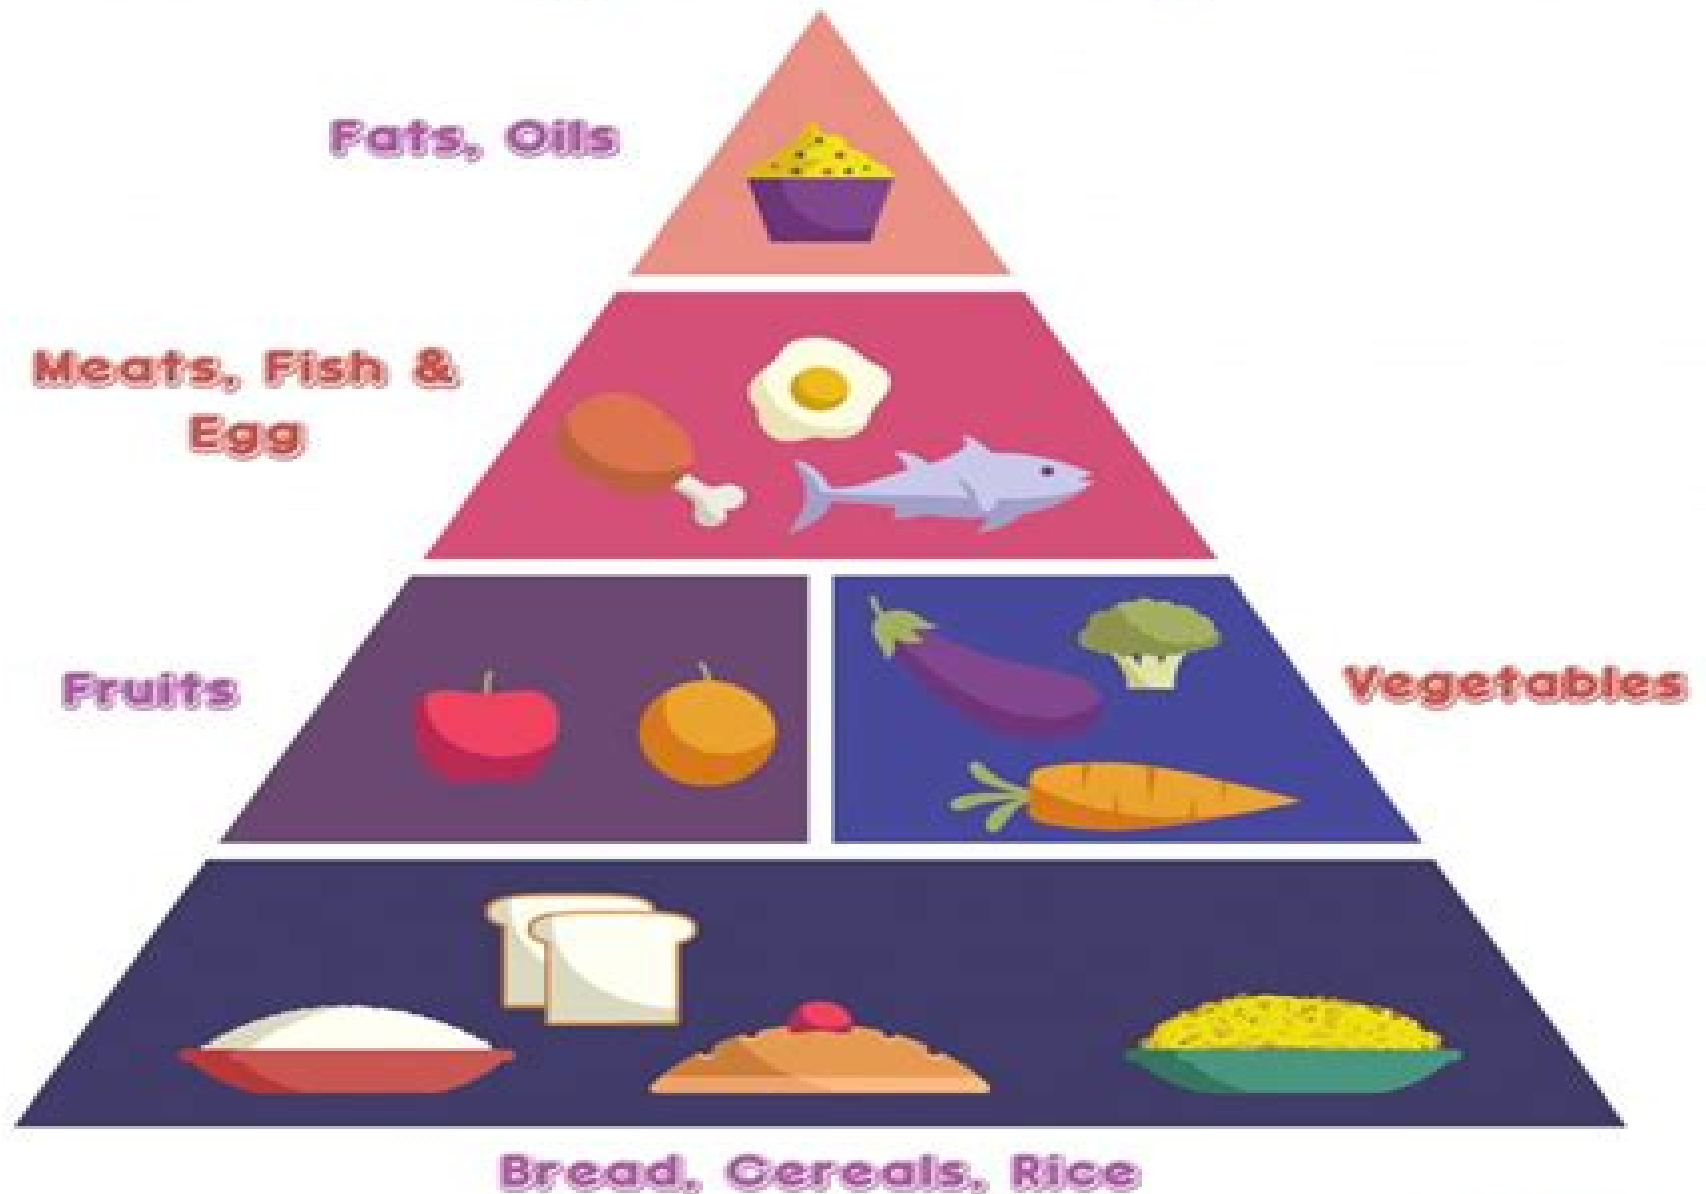 Fats, Oils
Meats, Fish &
Egg
Fruits
Vegetables
Bread, Cereals, Rice